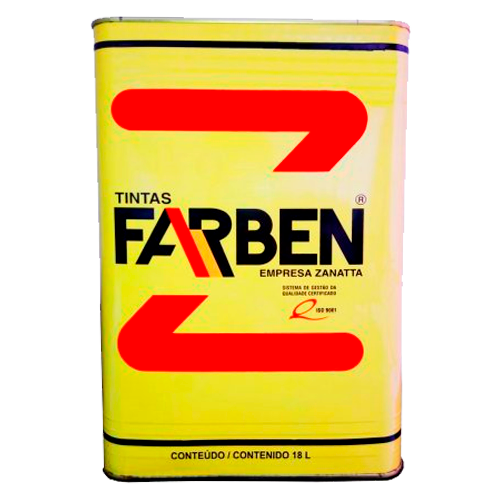 TINTAS
®
FARBEN
EMPRESA ZANATTA
SISTEMA DE GESTÃO DA
QUALIDADE CERTIFICADO
ISO 9001
CONTEÚDO / CONTENIDO 18 L